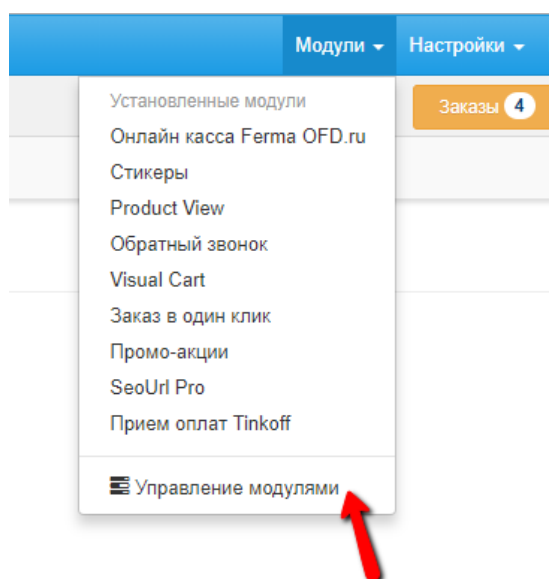 Модули
Настройки
Установленные модули
Заказы 4
Онлайн касса Ferma OFD.ru
Стикеры
Product View
Обратный звонок
Visual Cart
Заказ в один клик
Промо-акции
SeoUrl Pro
Прием оплат Tinkoff
Управление модулями